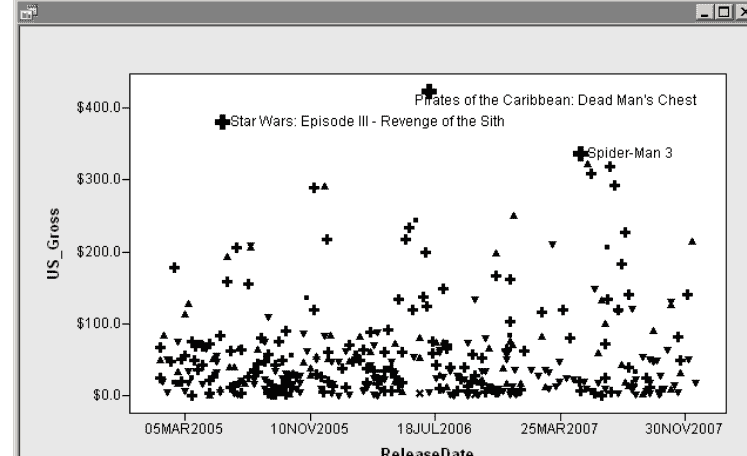 $400.0
Pirates of the Caribbean: Dead Man's Chest
Star Wars: Episode III - Revenge of the Sith
Spider-Man 3
$300.0
US_Gross
$200.0
$100.0
$0.0
05MAR2005 10NOV2005 18JUL2006 25MAR2007 30NOV2007
ReleaseDate